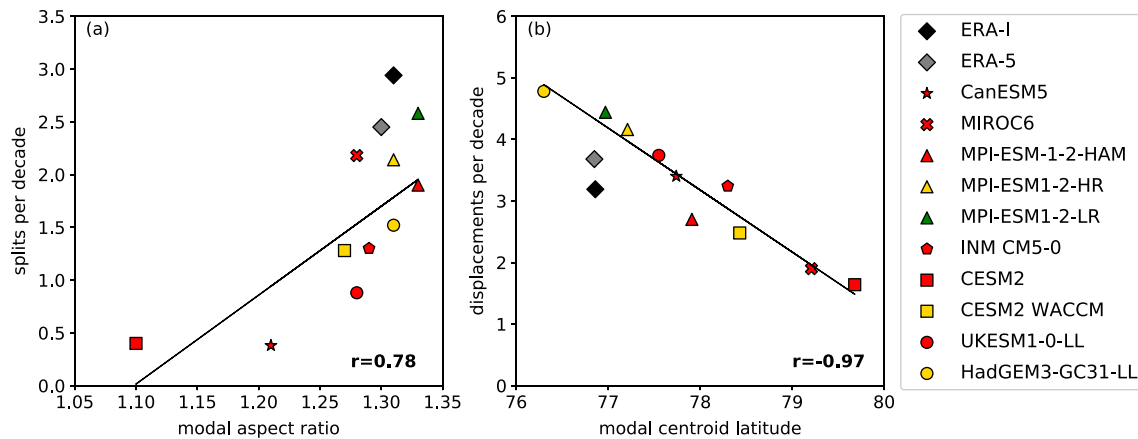 (a)
3.5
3.0
2.5
2.0
1.5
1.0
0.5
0.0
splits per decade
r=0.78
1.05
1.10
1.15
1.20
1.25
1.30
1.35
modal aspect ratio
(b)
6
5
4
3
2
1
0
displacements per decade
r=-0.97
76
77
78
79
80
modal centroid latitude
ERA-I
ERA-5
CanESM5
MIROC6
MPI-ESM-1-2-HAM
MPI-ESM1-2-HR
MPI-ESM1-2-LR
INM CM5-0
CESM2
CESM2 WACCM
UKESM1-0-LL
HadGEM3-GC31-LL